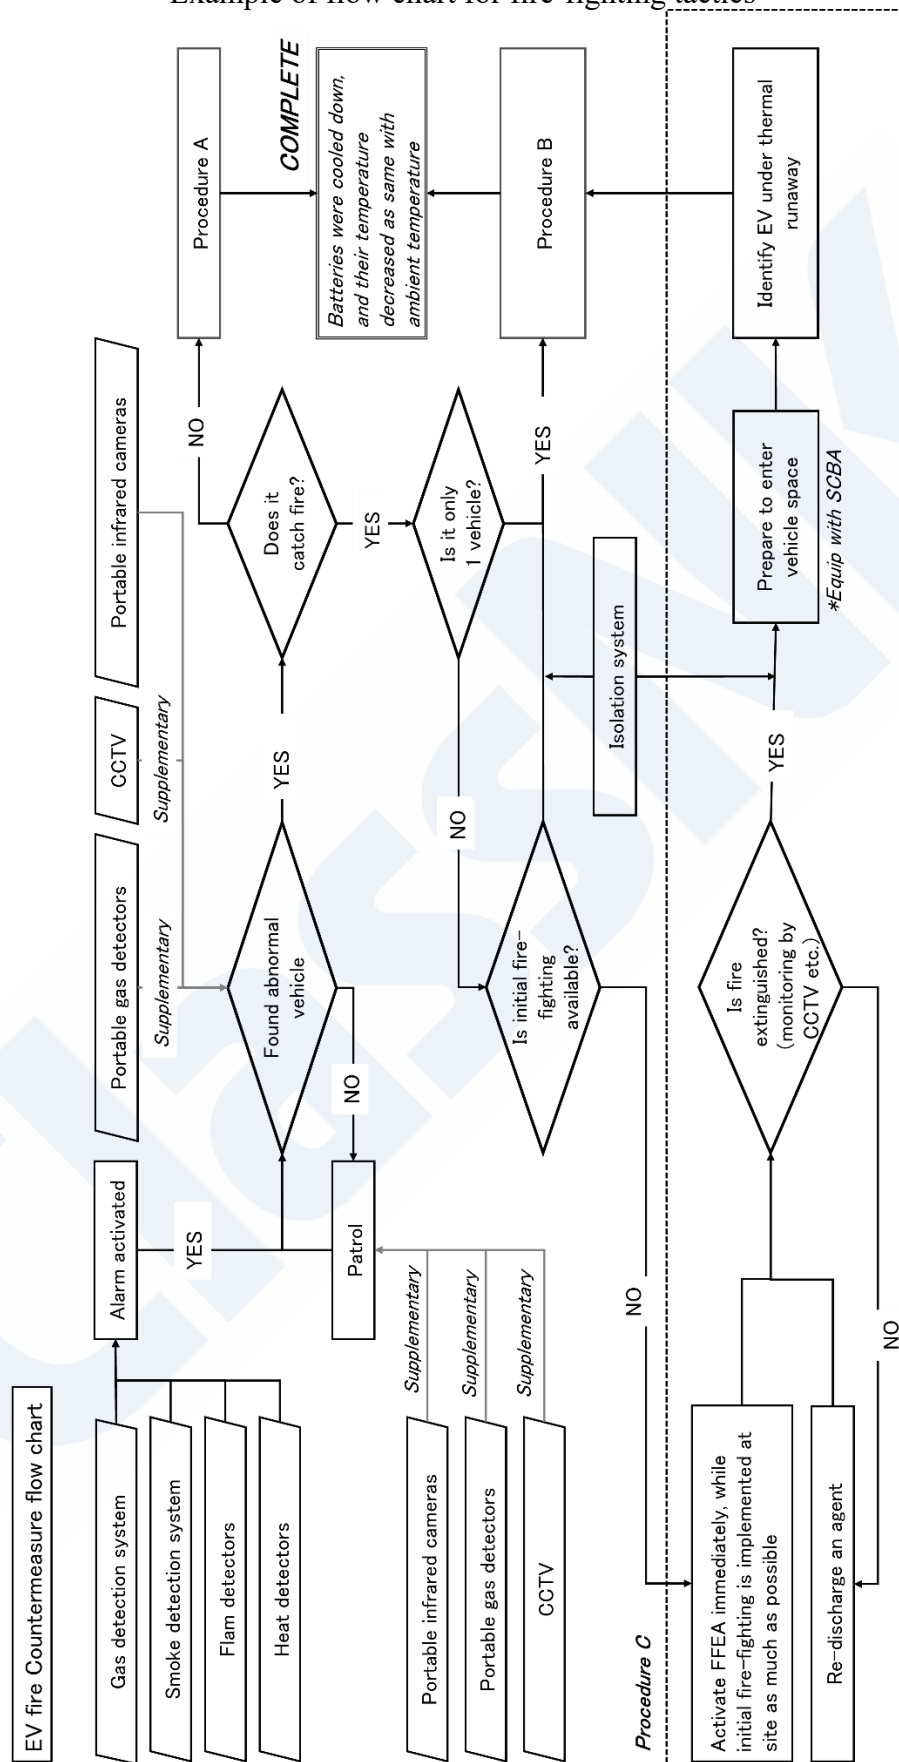 Example of flow chart for fire-fighting tactics
EV fire Countermeasure flow chart
Gas detection system
Smoke detection system
Flam detectors
Heat detectors
Alarm activated
YES
Patrol
Portable infrared cameras
Portable gas detectors
CCTV
Supplementary
Supplementary
Supplementary
Portable gas detectors
CCTV
Portable infrared cameras
Supplementary
Supplementary
Found abnormal
vehicle
NO
YES
Does it
catch fire?
NO
YES
Procedure A
COMPLETE
Batteries were cooled down,
and their temperature
decreased as same with
ambient temperature
Is it only
1 vehicle?
NO
YES
Procedure B
Is initial fire-
fighting
available?
NO
Isolation system
Procedure C
Activate FFEA immediately, while
initial fire-fighting is implemented at
site as much as possible
Re-discharge an agent
Is fire
extinguished?
(monitoring by
CCTV etc.)
NO
YES
Prepare to enter
vehicle space
*Equip with SCBA
Identify EV under thermal
runaway
ClassNK